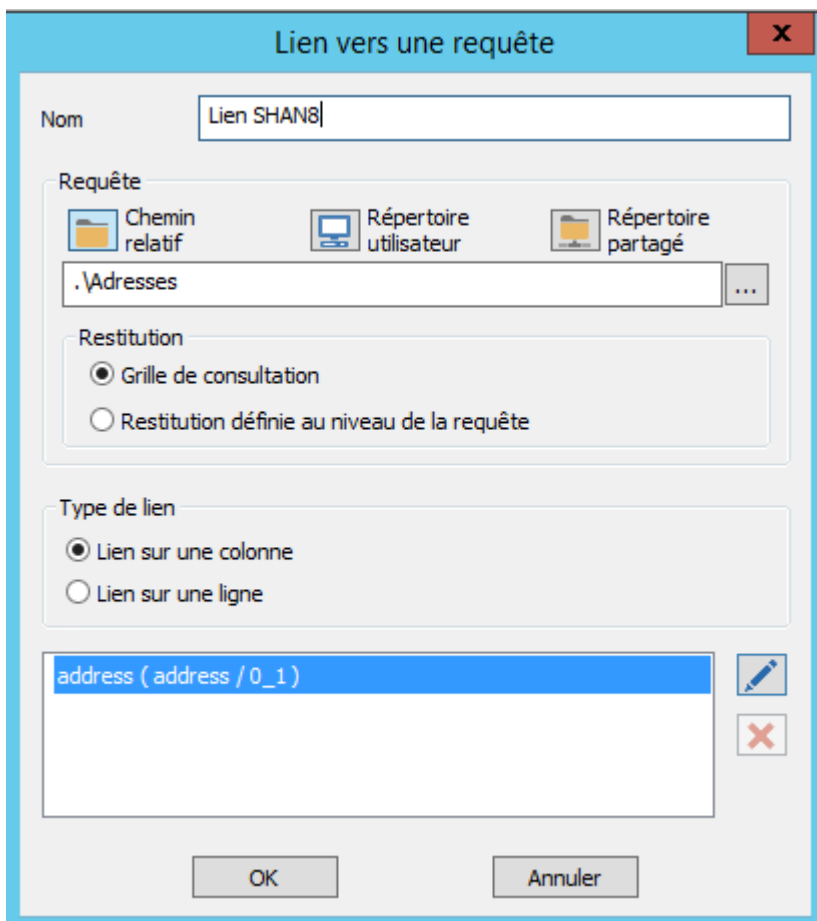 Lien vers une requête
x
Nom
Lien SHAN8
Requête
Chemin relatif
Répertoire utilisateur
Répertoire partagé
.\Adresses
...
Restitution
Grille de consultation
Restitution définie au niveau de la requête
Type de lien
Lien sur une colonne
Lien sur une ligne
address ( address / 0_1 )
OK
Annuler